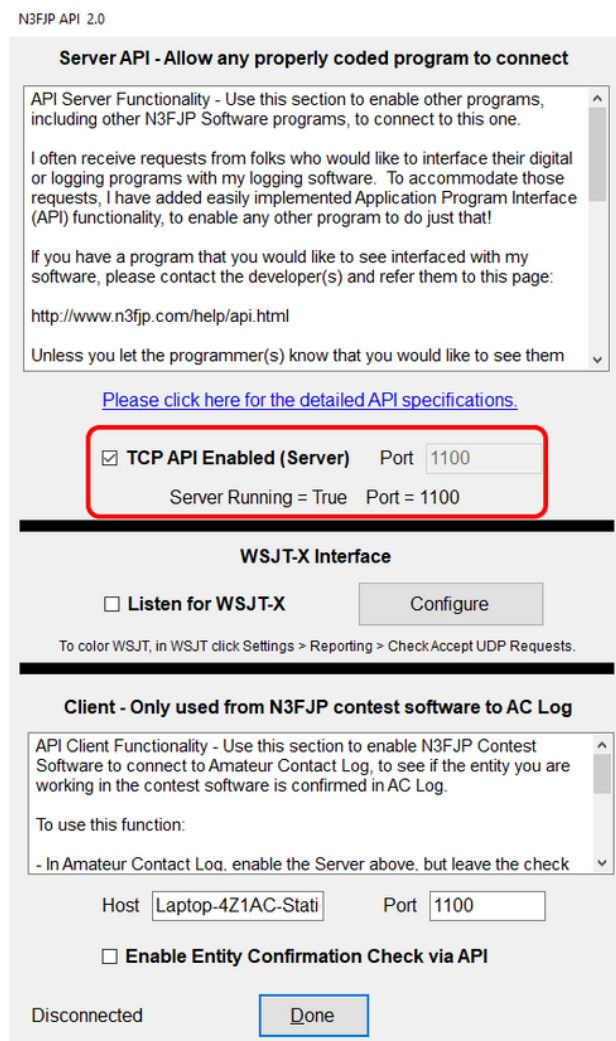 N3FJP API 2.0
Server API - Allow any properly coded program to connect
API Server Functionality - Use this section to enable other programs,
including other N3FJP Software programs, to connect to this one.
I often receive requests from folks who would like to interface their digital
or logging programs with my logging software. To accommodate those
requests, I have added easily implemented Application Program Interface
(API) functionality, to enable any other program to do just that!
If you have a program that you would like to see interfaced with my
software, please contact the developer(s) and refer them to this page:
http://www.n3fjp.com/help/api.html
Unless you let the programmer(s) know that you would like to see them
Please click here for the detailed API specifications.
TCP API Enabled (Server) Port 1100
Server Running = True Port = 1100
WSJT-X Interface
Listen for WSJT-X Configure
To color WSJT, in WSJT click Settings > Reporting > Check Accept UDP Requests.
Client - Only used from N3FJP contest software to AC Log
API Client Functionality - Use this section to enable N3FJP Contest
Software to connect to Amateur Contact Log, to see if the entity you are
working in the contest software is confirmed in AC Log.
To use this function:
- In Amateur Contact Log, enable the Server above, but leave the check
Host Laptop-4Z1AC-Stati Port 1100
Enable Entity Confirmation Check via API
Disconnected Done